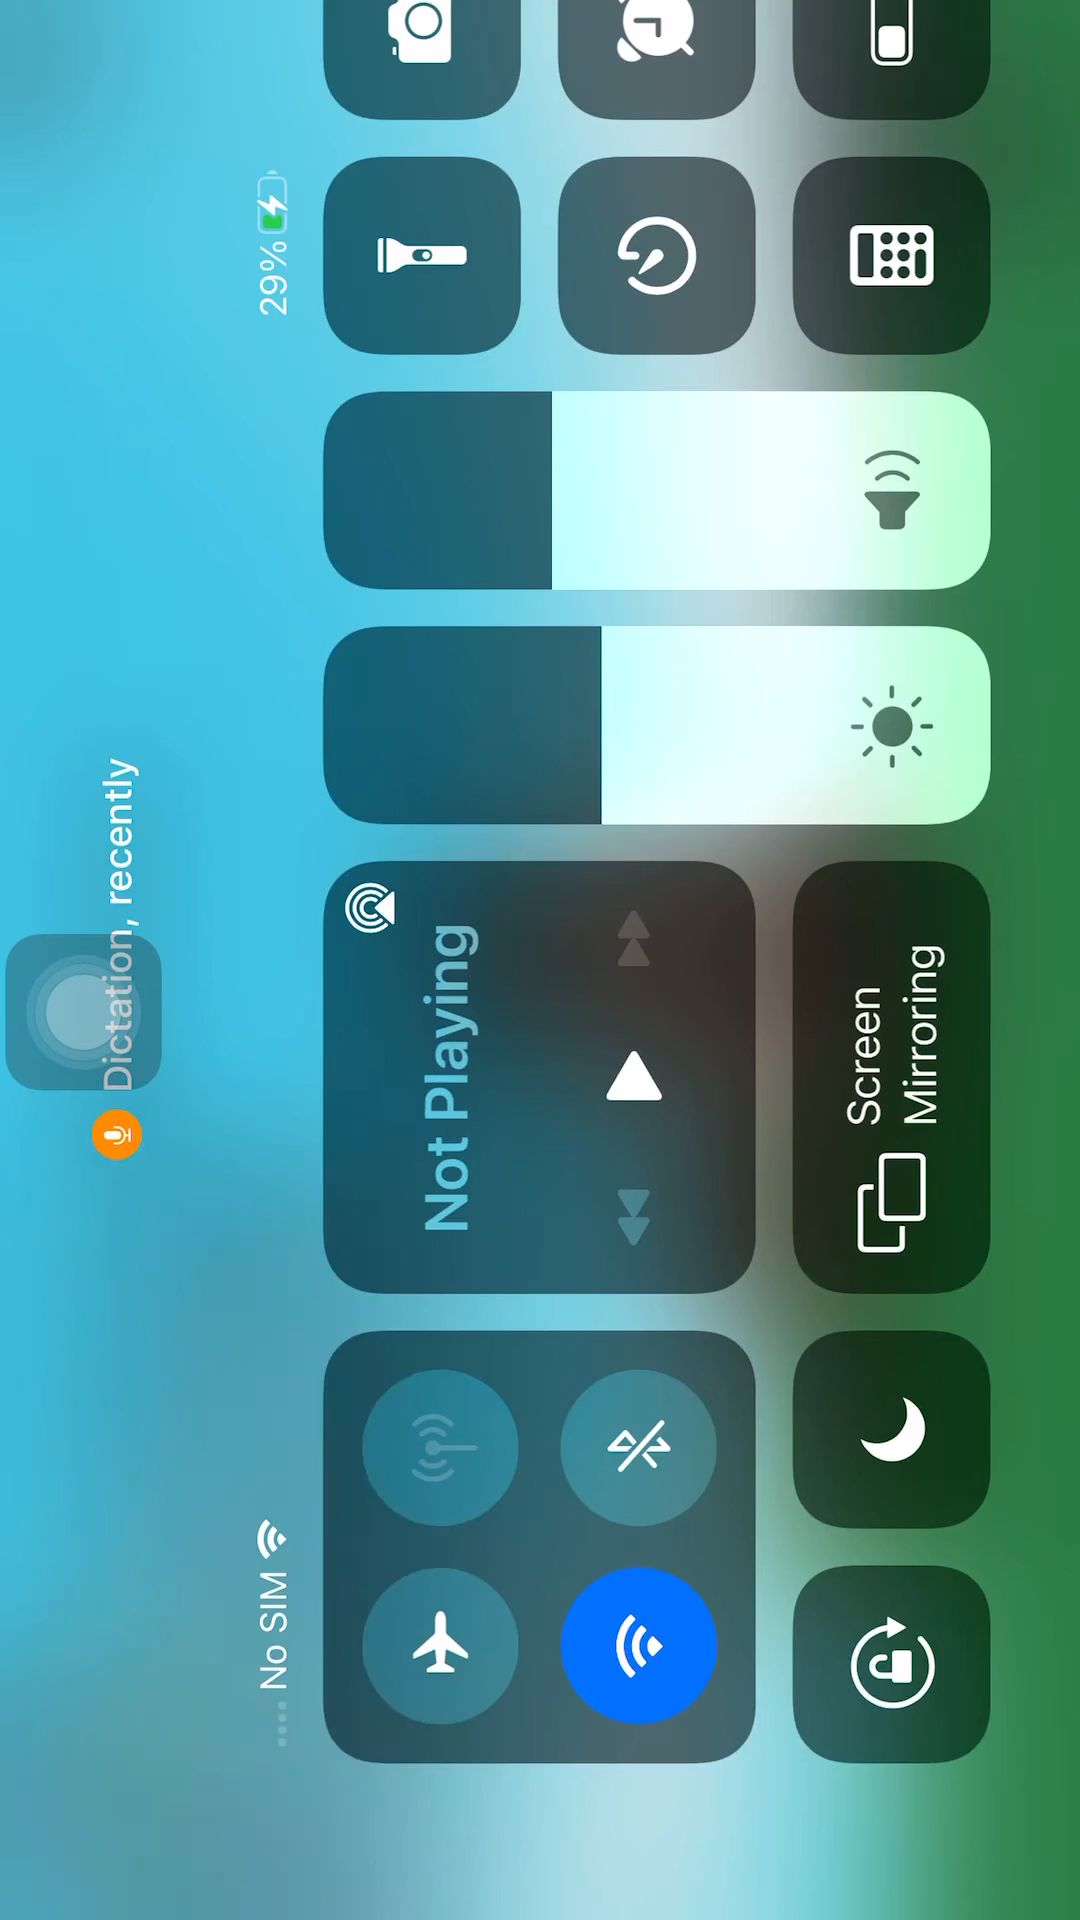 Dictation, recently
No SIM
29%
Not Playing
Screen
Mirroring